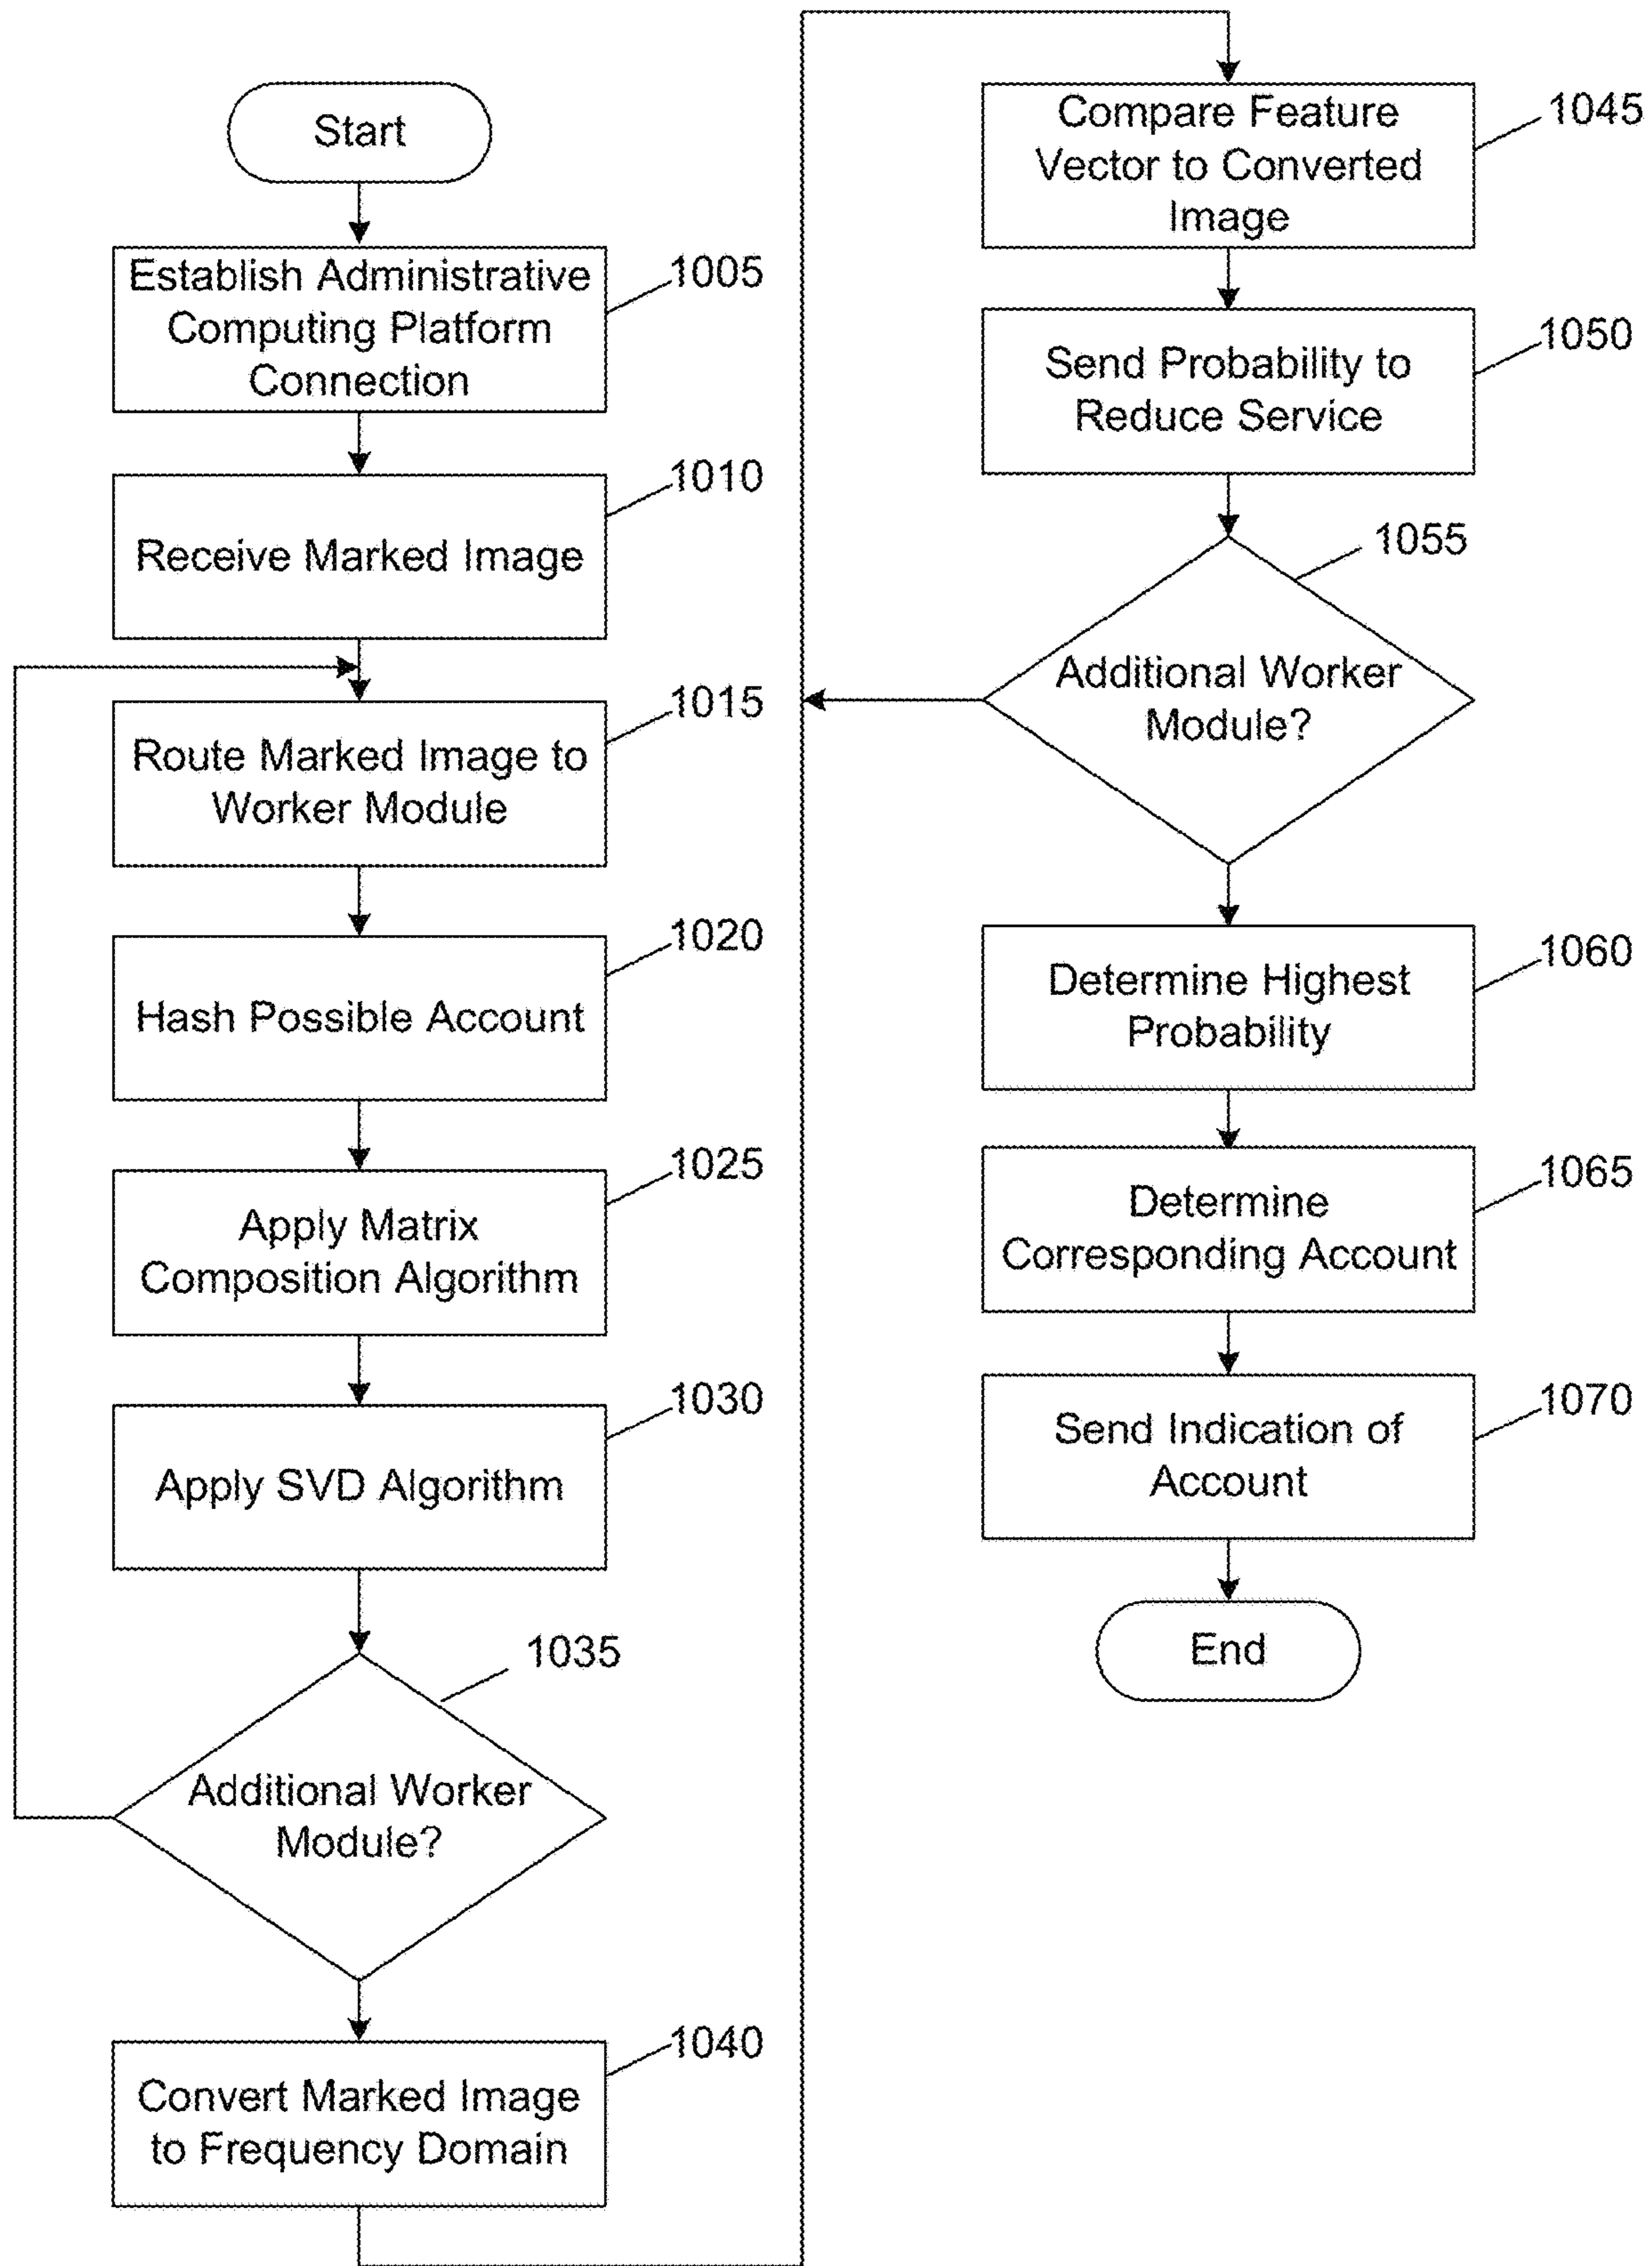 Start
Establish Administrative
Computing Platform
Connection
1005
Receive Marked Image
1010
Route Marked Image to
Worker Module
1015
Hash Possible Account
1020
Apply Matrix
Composition Algorithm
1025
Apply SVD Algorithm
1030
Additional Worker
Module?
1035
Convert Marked Image
to Frequency Domain
1040
Compare Feature
Vector to Converted
Image
1045
Send Probability to
Reduce Service
1050
Additional Worker
Module?
1055
Determine Highest
Probability
1060
Determine
Corresponding Account
1065
Send Indication of
Account
1070
End